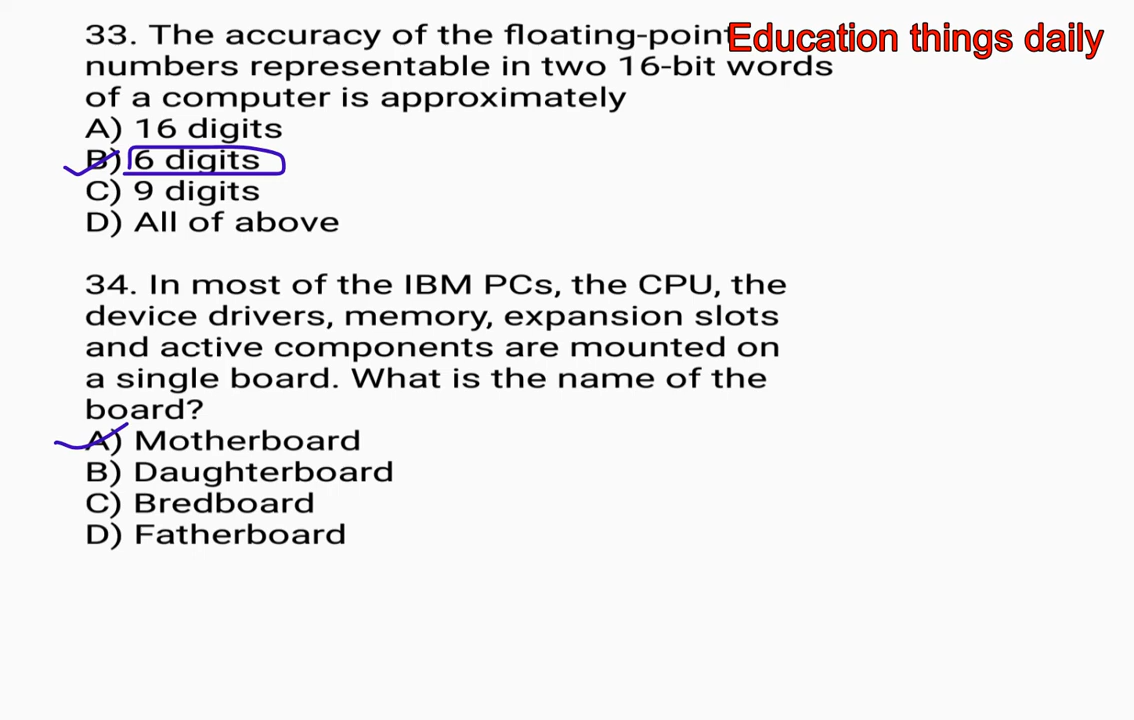 33. The accuracy of the floating-point
Education things daily
numbers representable in two 16-bit words
of a computer is approximately
A) 16 digits
B) 6 digits
C) 9 digits
D) All of above
34. In most of the IBM PCs, the CPU, the
device drivers, memory, expansion slots
and active components are mounted on
a single board. What is the name of the
board?
A) Motherboard
B) Daughterboard
C) Bredboard
D) Fatherboard